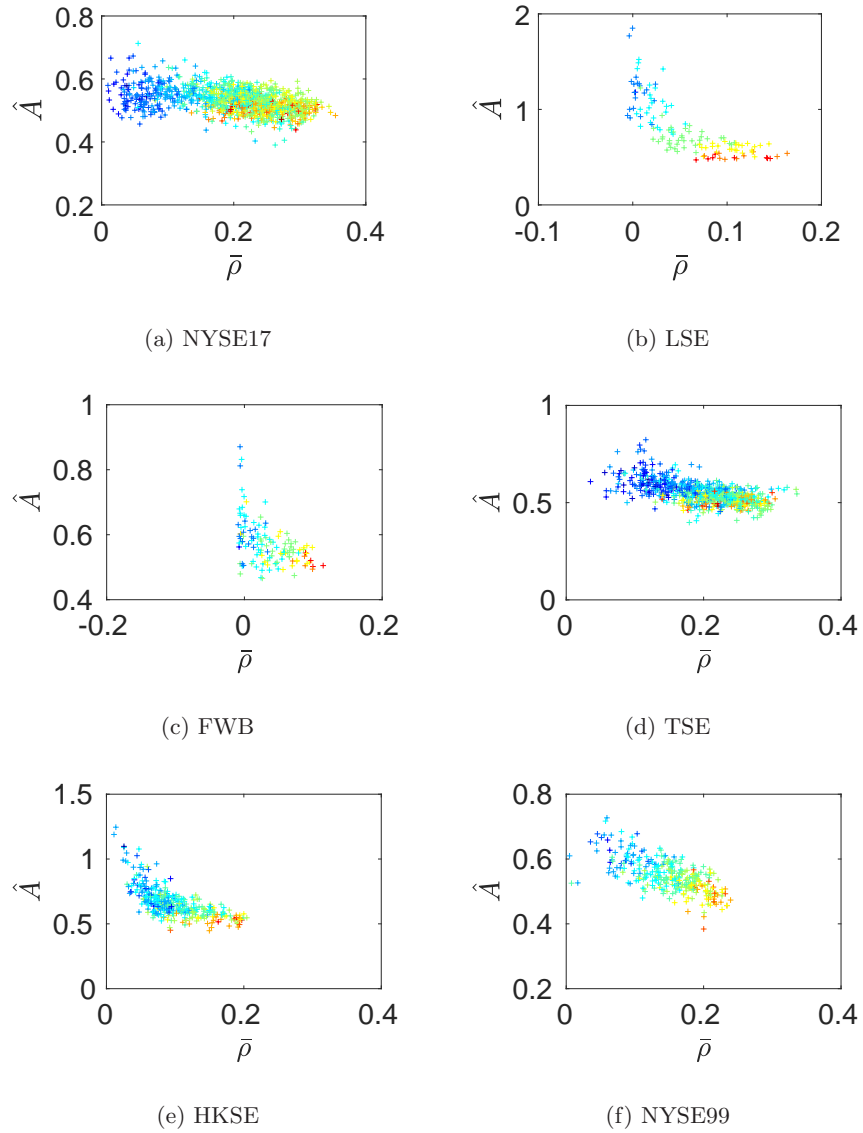 0.8
0.6
0.4
0.2
Â
0 0.2 0.4
ρ̄
(a) NYSE17
2
1
0
Â
-0.1 0 0.1 0.2
ρ̄
(b) LSE
1
0.8
0.6
0.4
Â
-0.2 0 0.2
ρ̄
(c) FWB
1
0.5
0
Â
0 0.2 0.4
ρ̄
(d) TSE
1.5
1
0.5
0
Â
0 0.2 0.4
ρ̄
(e) HKSE
0.8
0.6
0.4
0.2
Â
0 0.2 0.4
ρ̄
(f) NYSE99